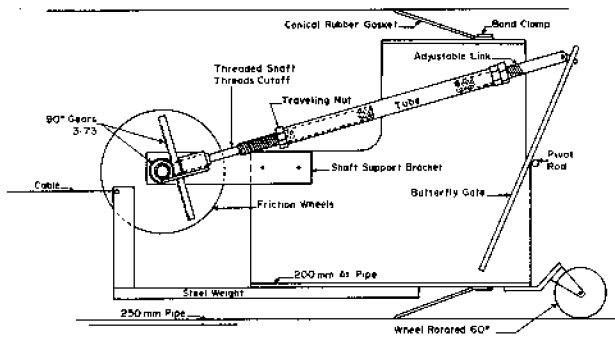 Conical Rubber Gasket
Band Clamp
Adjustable Link
Threaded Shaft
Threads Cutoff
Traveling Nut
Tube
90° Gears
3.73
Shaft Support Bracket
Pivot
Rod
Cable
Friction Wheels
Butterfly Gate
200 mm Al Pipe
Steel Weight
250 mm Pipe
Wheel Rotated 60°